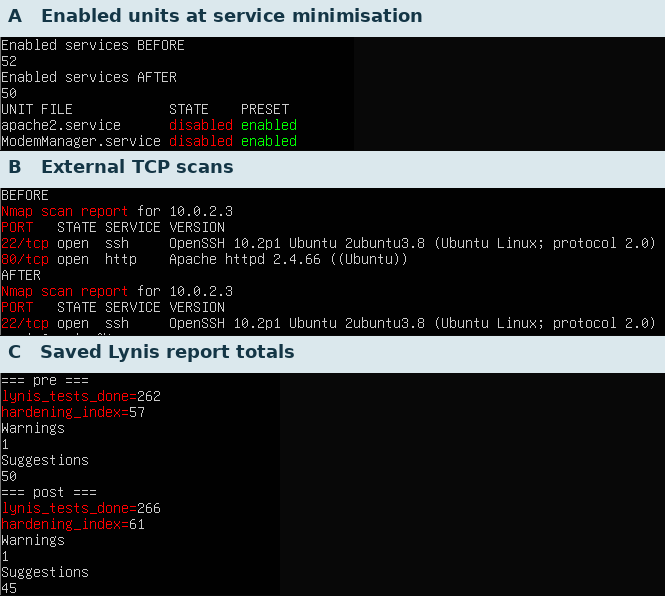 A Enabled units at service minimisation
Enabled services BEFORE
52
Enabled services AFTER
50
UNIT FILE STATE PRESET
apache2.service disabled enabled
ModemManager.service disabled enabled
B External TCP scans
BEFORE
Nmap scan report for 10.0.2.3
PORT STATE SERVICE VERSION
22/tcp open ssh OpenSSH 10.2p1 Ubuntu 2ubuntu3.8 (Ubuntu Linux; protocol 2.0)
80/tcp open http Apache httpd 2.4.66 ((Ubuntu))
AFTER
Nmap scan report for 10.0.2.3
PORT STATE SERVICE VERSION
22/tcp open ssh OpenSSH 10.2p1 Ubuntu 2ubuntu3.8 (Ubuntu Linux; protocol 2.0)
C Saved Lynis report totals
=== pre ===
lynis_tests_done=262
hardening_index=57
Warnings
1
Suggestions
50
=== post ===
lynis_tests_done=266
hardening_index=61
Warnings
1
Suggestions
45